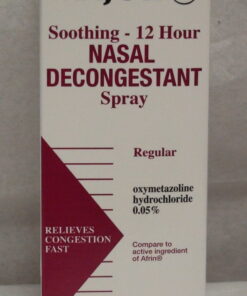 Soothing - 12 Hour
NASAL
DECONGESTANT
Spray
Regular
oxymetazoline
hydrochloride
0.05%
RELIEVES
CONGESTION
FAST
Compare to
active ingredient
of Afrin®